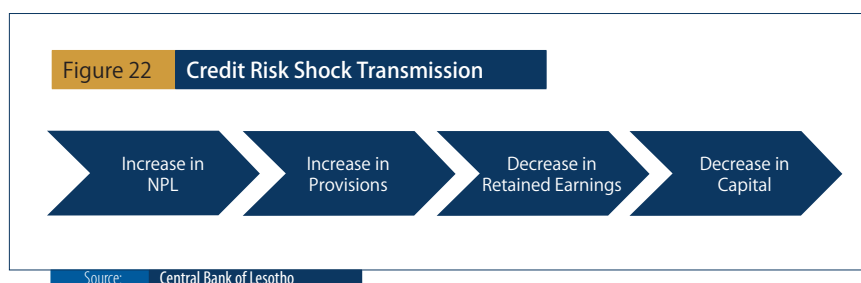 Figure 22 Credit Risk Shock Transmission
Increase in
NPL
Increase in
Provisions
Decrease in
Retained Earnings
Decrease in
Capital
Source: Central Bank of Lesotho